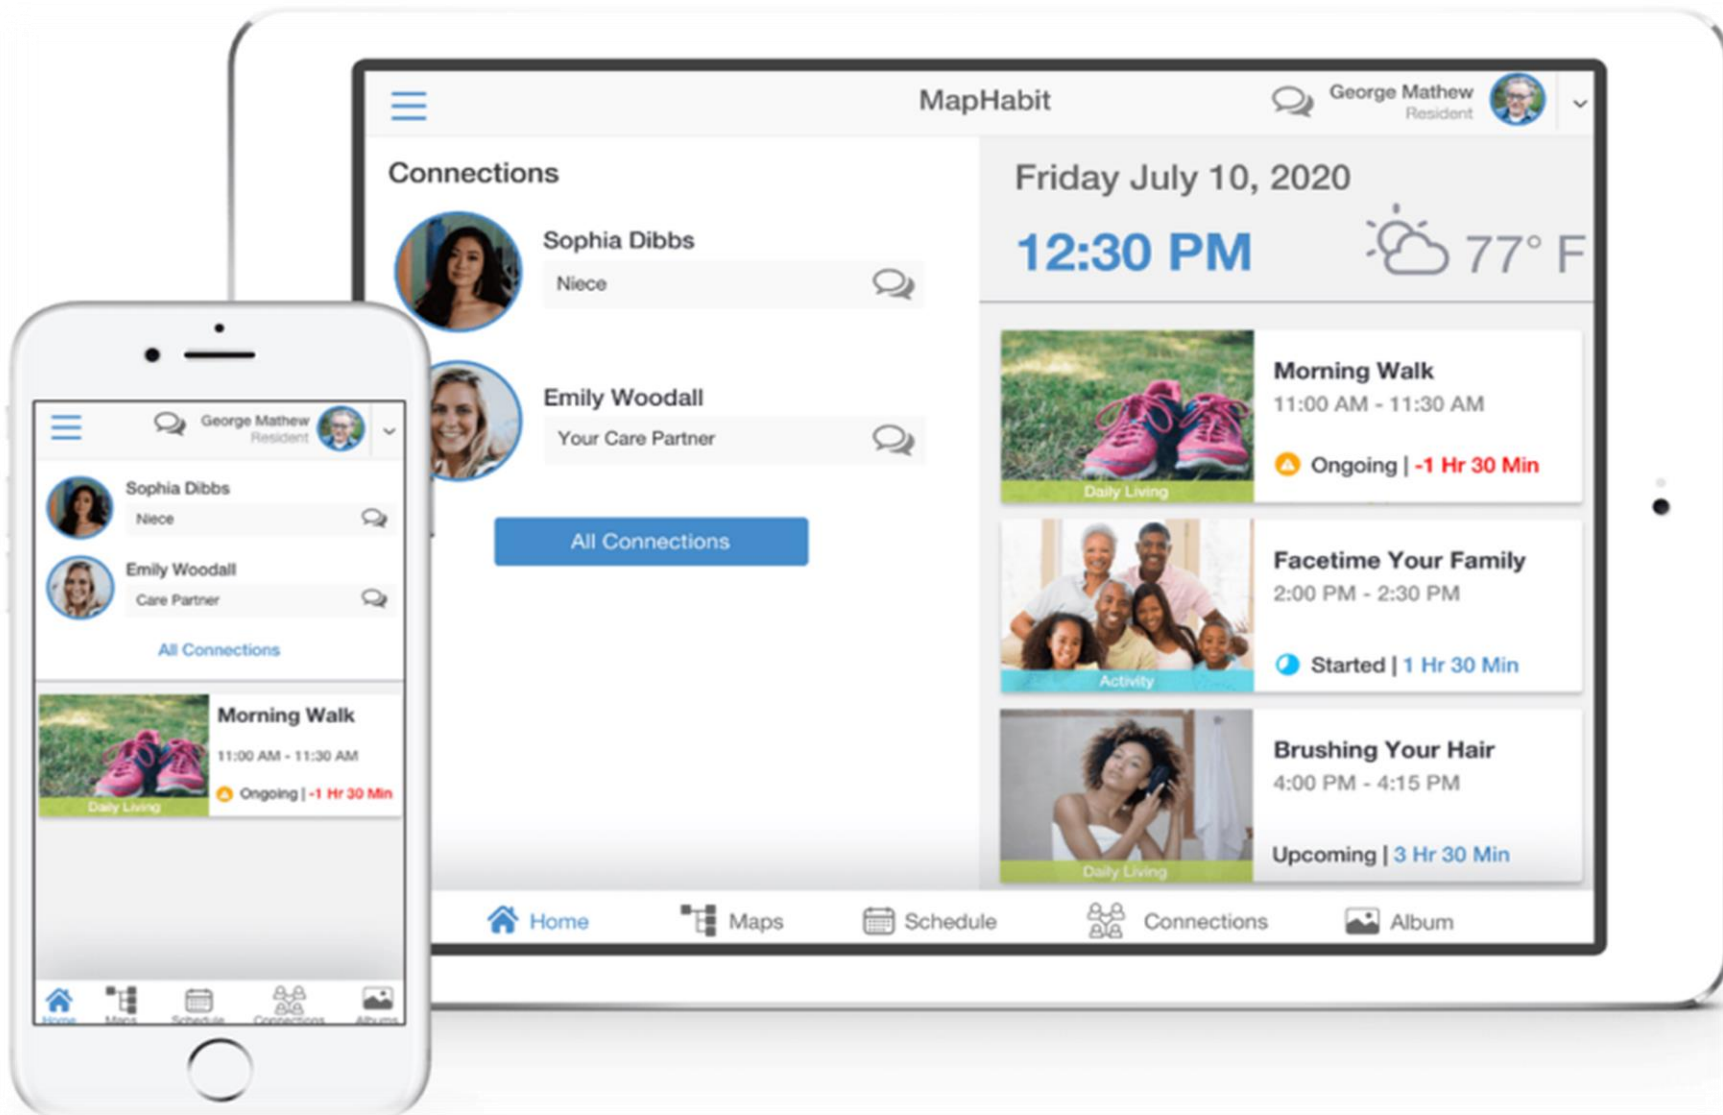 MapHabit
George Mathew
Resident
Connections
Sophia Dibbs
Niece
Emily Woodall
Your Care Partner
All Connections
Friday July 10, 2020
12:30 PM
77° F
Morning Walk
11:00 AM - 11:30 AM
Ongoing | -1 Hr 30 Min
Daily Living
Facetime Your Family
2:00 PM - 2:30 PM
Started | 1 Hr 30 Min
Activity
Brushing Your Hair
4:00 PM - 4:15 PM
Upcoming | 3 Hr 30 Min
Daily Living
Home
Maps
Schedule
Connections
Album
George Mathew
Resident
Sophia Dibbs
Niece
Emily Woodall
Care Partner
All Connections
Morning Walk
11:00 AM - 11:30 AM
Ongoing | -1 Hr 30 Min
Daily Living
Home
Maps
Schedule
Connections
Albums